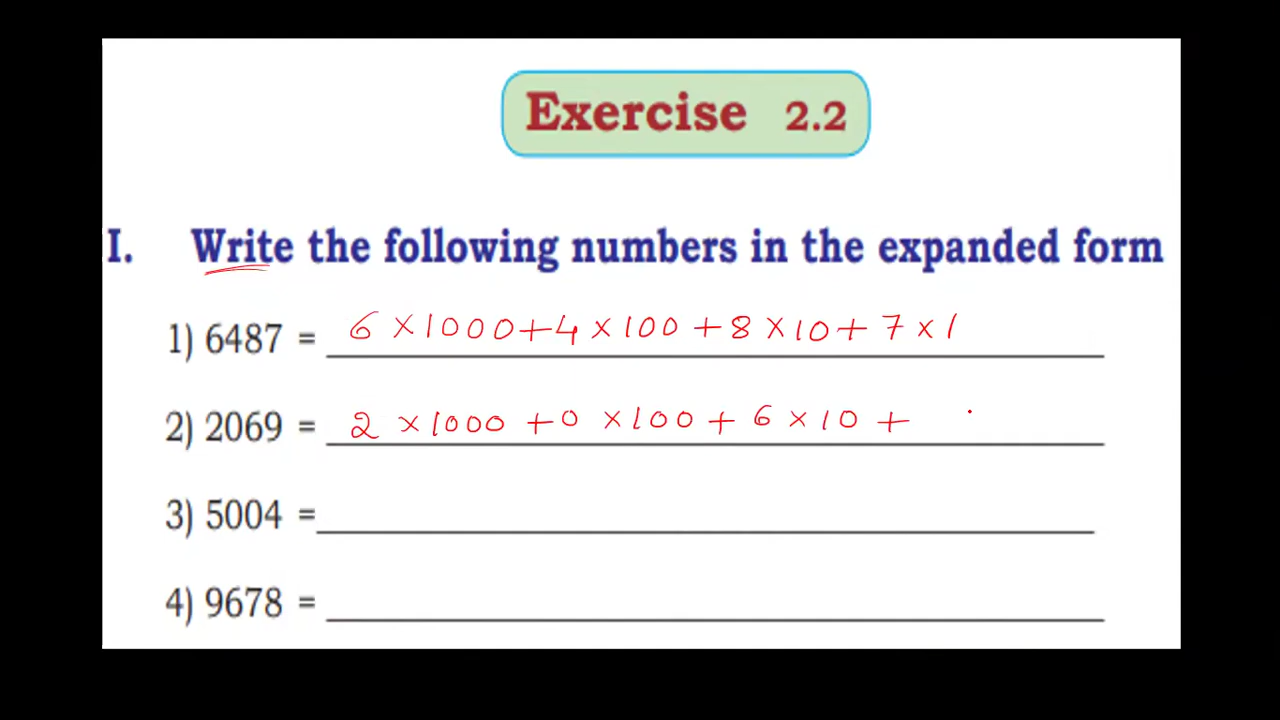 Exercise 2.2
I. Write the following numbers in the expanded form
1) 6487 = 6 × 1000 + 4 × 100 + 8 × 10 + 7 × 1
2) 2069 = 2 × 1000 + 0 × 100 + 6 × 10 +
3) 5004 =
4) 9678 =